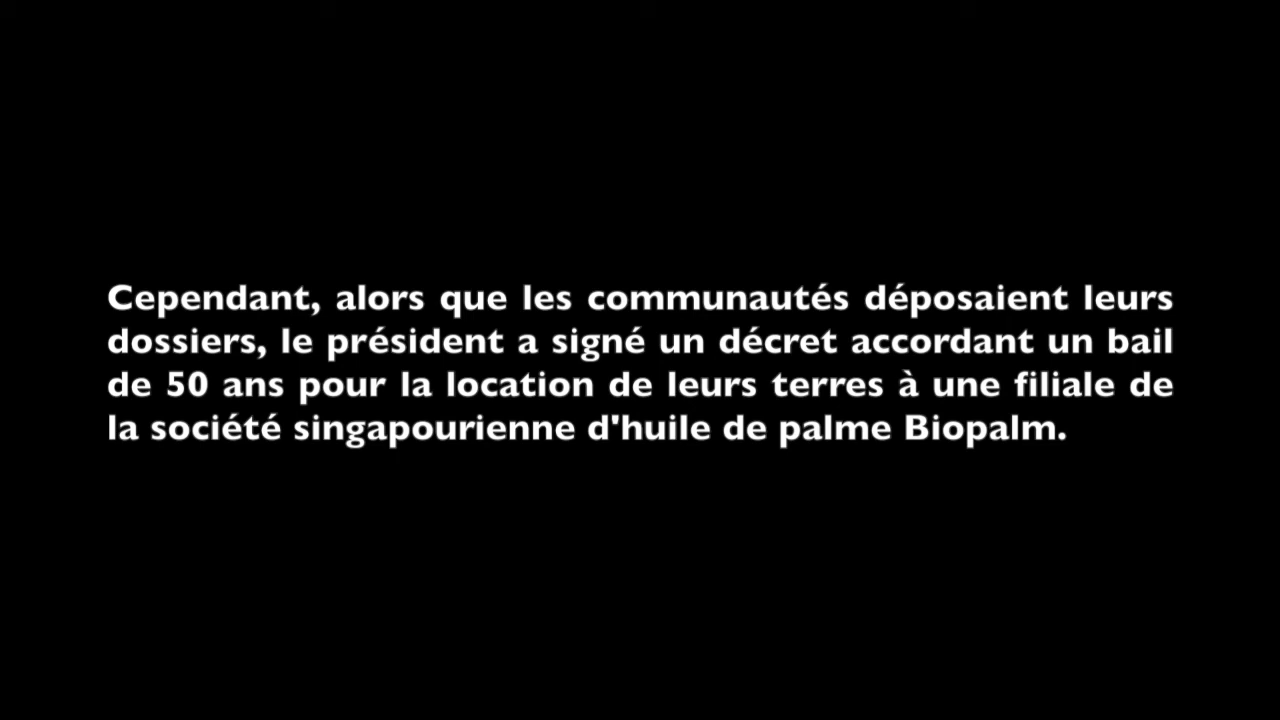 Cependant, alors que les communautés déposaient leurs
dossiers, le président a signé un décret accordant un bail
de 50 ans pour la location de leurs terres à une filiale de
la société singapourienne d'huile de palme Biopalm.